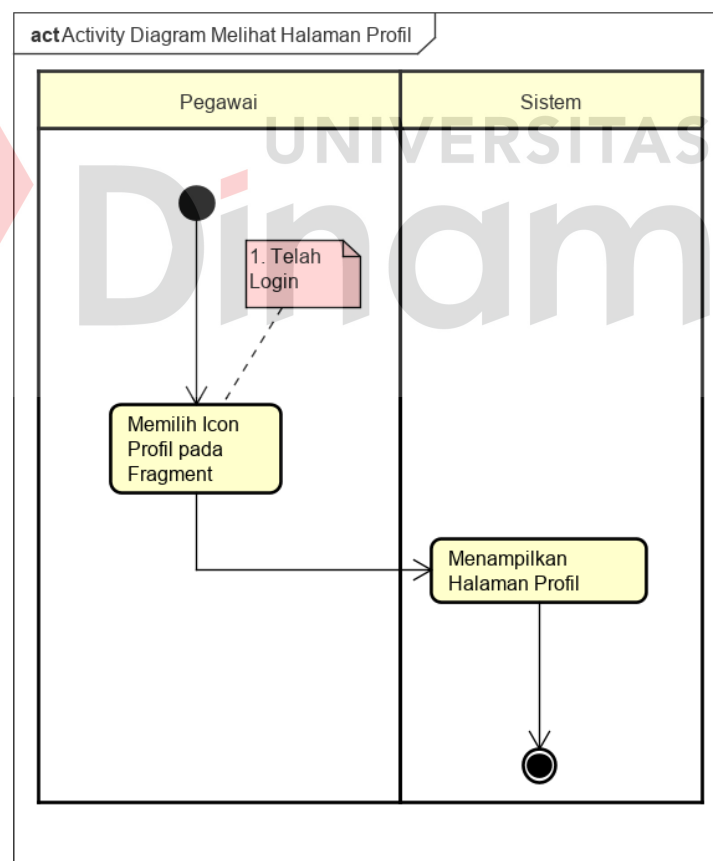 act Activity Diagram Melihat Halaman Profil
Pegawai
Sistem
UNIVERSITAS
Dinam
1. Telah
Login
Memilih Icon
Profil pada
Fragment
Menampilkan
Halaman Profil